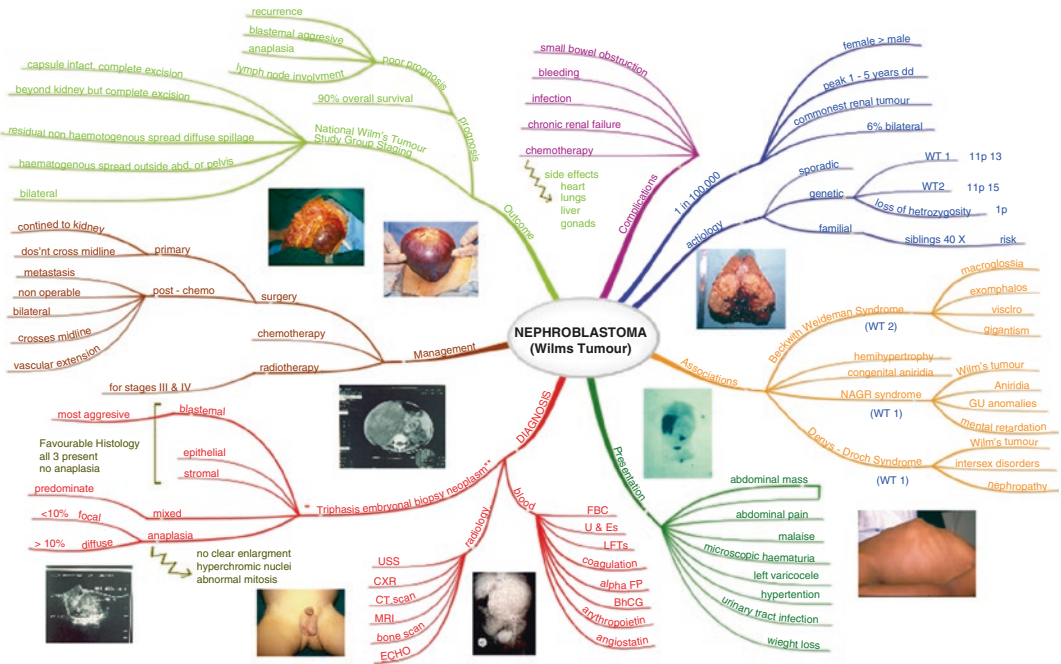 NEPHROBLASTOMA
(Wilms Tumour)
Outcome
prognosis
poor prognosis
recurrence
blastemal aggresive
anaplasia
lymph node involvment
90% overall survival
National Wilm's Tumour
Study Group Staging
capsule infact, complete excision
beyond kidney but complete excision
residual non haemotogenous spread diffuse spillage
haematogenous spread outside abd, or pelvis
bilateral
Complications
small bowel obstruction
bleeding
infection
chronic renal failure
chemotherapy
side effects
heart
lungs
liver
gonads
1 in 100,000
female > male
peak 1 - 5 years dd
commonest renal tumour
6% bilateral
actiology
sporadic
genetic
WT 1 11p 13
WT2 11p 15
loss of hetrozygosity 1p
familial
siblings 40 X risk
Associations
Beckwith Weideman Syndrome
(WT 2)
macroglossia
exomphalos
visclro
gigantism
hemihypertrophy
congenital aniridia
NAGR syndrome
(WT 1)
Wilm's tumour
Aniridia
GU anomalies
mental retardation
Denys - Droch Syndrome
(WT 1)
Wilm's tumour
intersex disorders
nephropathy
Presentation
abdominal mass
abdominal pain
malaise
microscopic haematuria
left varicocele
hypertention
urinary tract infection
wieght loss
DIAGNOSIS
blood
FBC
U & Es
LFTs
coagulation
alpha FP
BhCG
arythropoietin
angiostatin
radiology
USS
CXR
CT scan
MRI
bone scan
ECHO
* Triphasis embryonal biopsy neoplasm**
blastemal
most aggresive
epithelial
stromal
Favourable Histology
all 3 present
no anaplasia
mixed
predominate
anaplasia
<10% focal
> 10% diffuse
no clear enlargment
hyperchromic nuclei
abnormal mitosis
Management
surgery
primary
contined to kidney
dos'nt cross midline
post - chemo
metastasis
non operable
bilateral
crosses midline
vascular extension
chemotherapy
radiotherapy
for stages III & IV